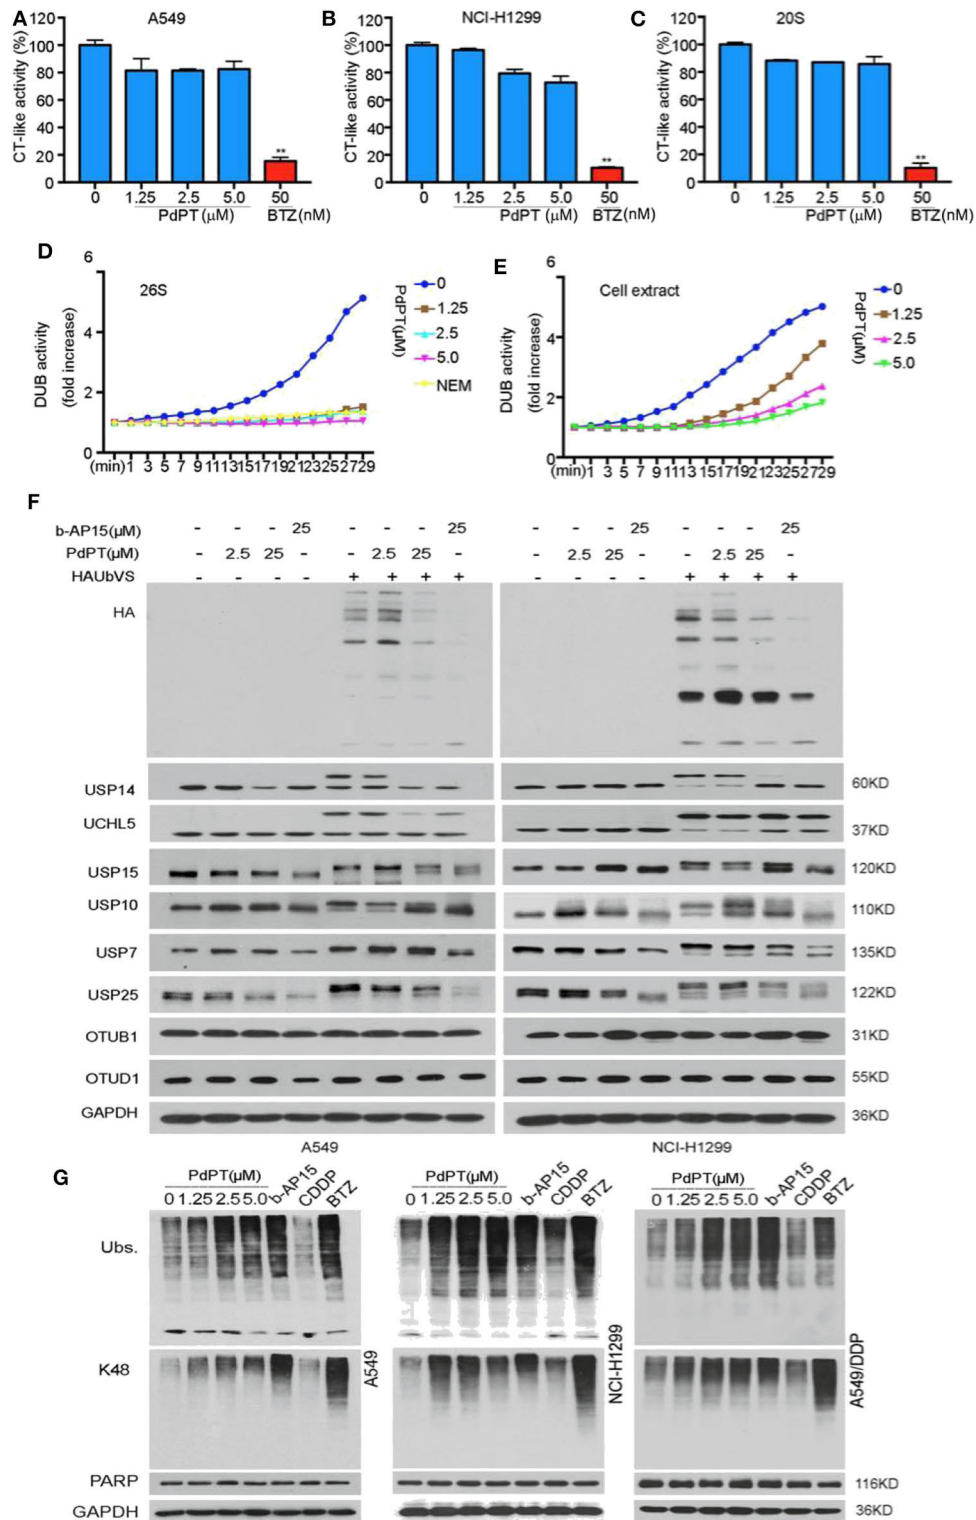 A
A549
CT-like activity (%)
120
100
80
60
40
20
0
0 1.25 2.5 5.0 50
PdPT (μM) BTZ(nM)
**
B
NCI-H1299
CT-like activity (%)
120
100
80
60
40
20
0
0 1.25 2.5 5.0 50
PdPT (μM) BTZ(nM)
**
C
20S
CT-like activity (%)
120
100
80
60
40
20
0
0 1.25 2.5 5.0 50
PdPT (μM) BTZ(nM)
**
D
26S
DUB activity
(fold increase)
6
4
2
0
(min) 1 3 5 7 9 11 13 15 17 19 21 23 25 27 29
PdPT(μM)
0
1.25
2.5
5.0
NEM
E
Cell extract
DUB activity
(fold increase)
6
4
2
0
(min) 1 3 5 7 9 11 13 15 17 19 21 23 25 27 29
PdPT(μM)
0
1.25
2.5
5.0
F
b-AP15(μM) - - - 25 - - - 25 - - - 25 - - - 25
PdPT(μM) - 2.5 25 - - 2.5 25 - - 2.5 25 - - 2.5 25 -
HAUbVS - - - - + + + + - - - - + + + +
HA
USP14 60KD
UCHL5 37KD
USP15 120KD
USP10 110KD
USP7 135KD
USP25 122KD
OTUB1 31KD
OTUD1 55KD
GAPDH 36KD
A549 NCI-H1299
G
PdPT(μM) PdPT(μM) PdPT(μM)
0 1.25 2.5 5.0 b-AP15 CDDP BTZ 0 1.25 2.5 5.0 b-AP15 CDDP BTZ 0 1.25 2.5 5.0 b-AP15 CDDP BTZ
Ubs.
K48
A549
NCI-H1299
A549/DDP
PARP 116KD
GAPDH 36KD